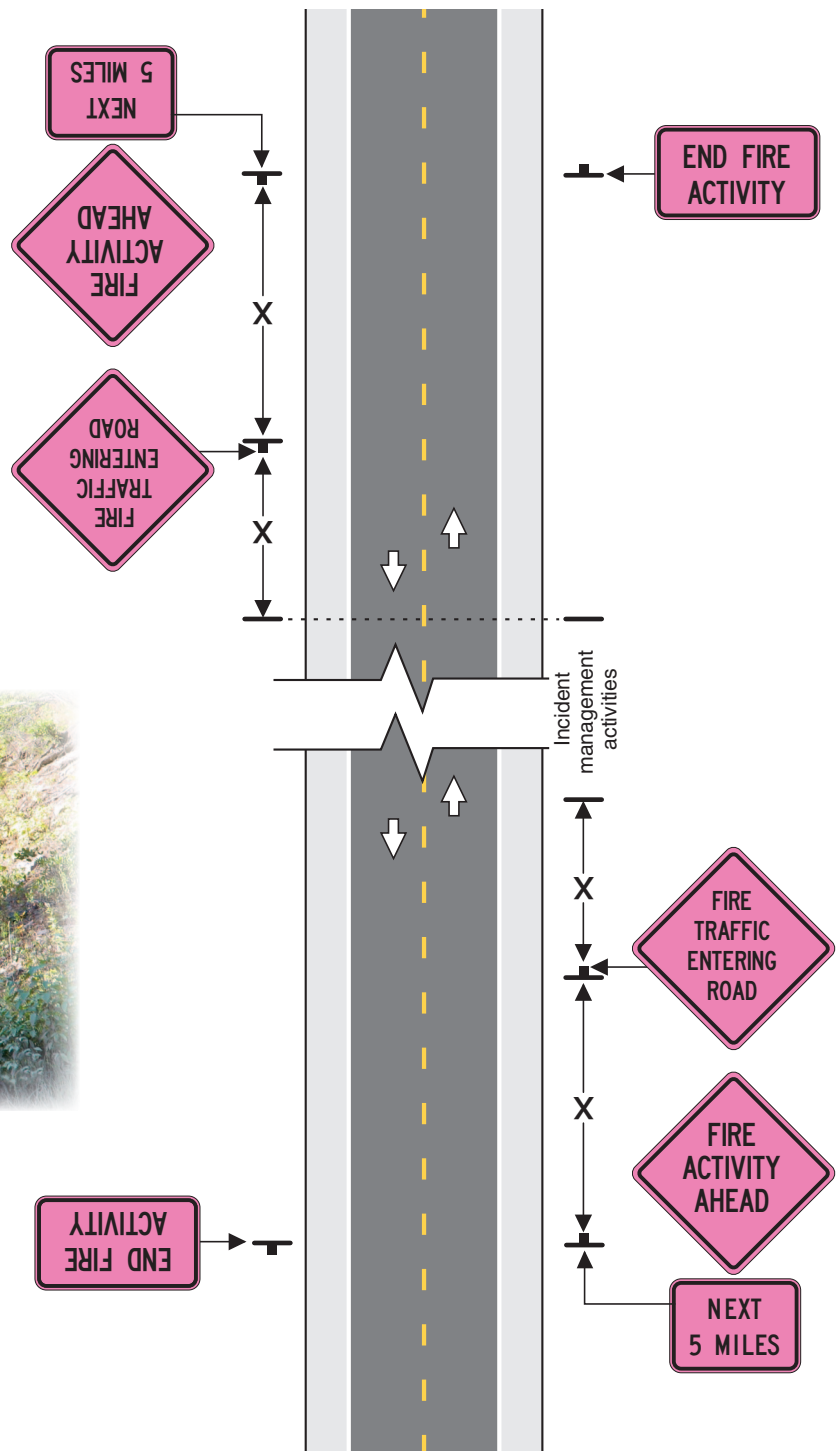 NEXT
5 MILES
FIRE
ACTIVITY
AHEAD
END FIRE
ACTIVITY
X
FIRE
TRAFFIC
ENTERING
ROAD
X
Incident
management
activities
X
FIRE
TRAFFIC
ENTERING
ROAD
X
FIRE
ACTIVITY
AHEAD
END FIRE
ACTIVITY
NEXT
5 MILES